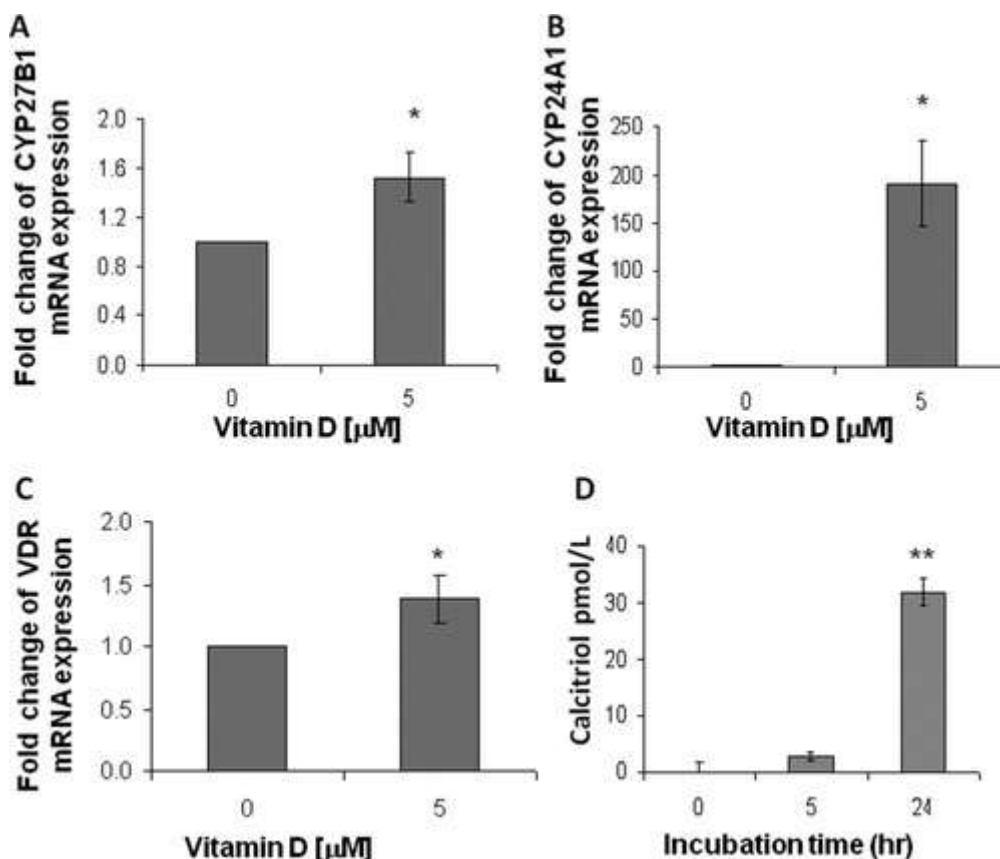 A
Fold change of CYP27B1
mRNA expression
2.0
1.6
1.2
0.8
0.4
0.0
*
0
5
Vitamin D [µM]
B
Fold change of CYP24A1
mRNA expression
250
200
150
100
50
0
*
0
5
Vitamin D [µM]
C
Fold change of VDR
mRNA expression
2.0
1.5
1.0
0.5
0.0
*
0
5
Vitamin D [µM]
D
Calcitriol pmol/L
40
30
20
10
0
**
0
5
24
Incubation time (hr)